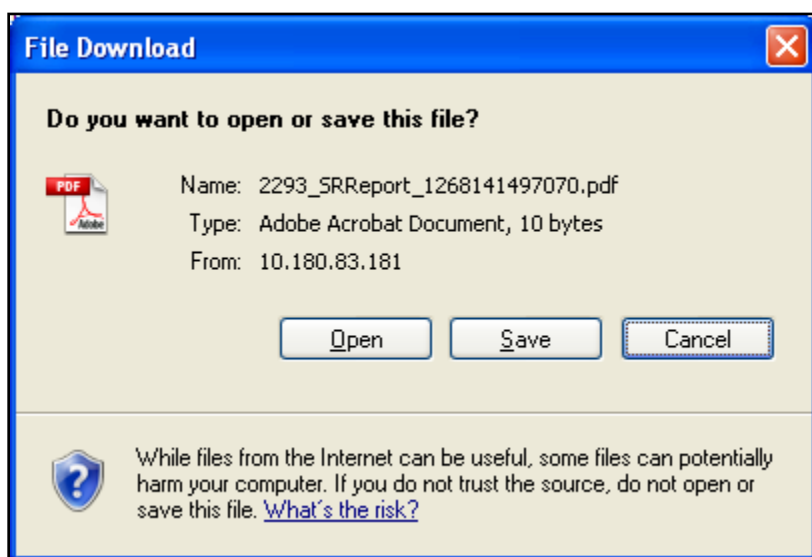 File Download
Do you want to open or save this file?
PDF
Adobe
Name: 2293_SRReport_1268141497070.pdf
Type: Adobe Acrobat Document, 10 bytes
From: 10.180.83.181
Open Save Cancel
While files from the Internet can be useful, some files can potentially
harm your computer. If you do not trust the source, do not open or
save this file. What's the risk?